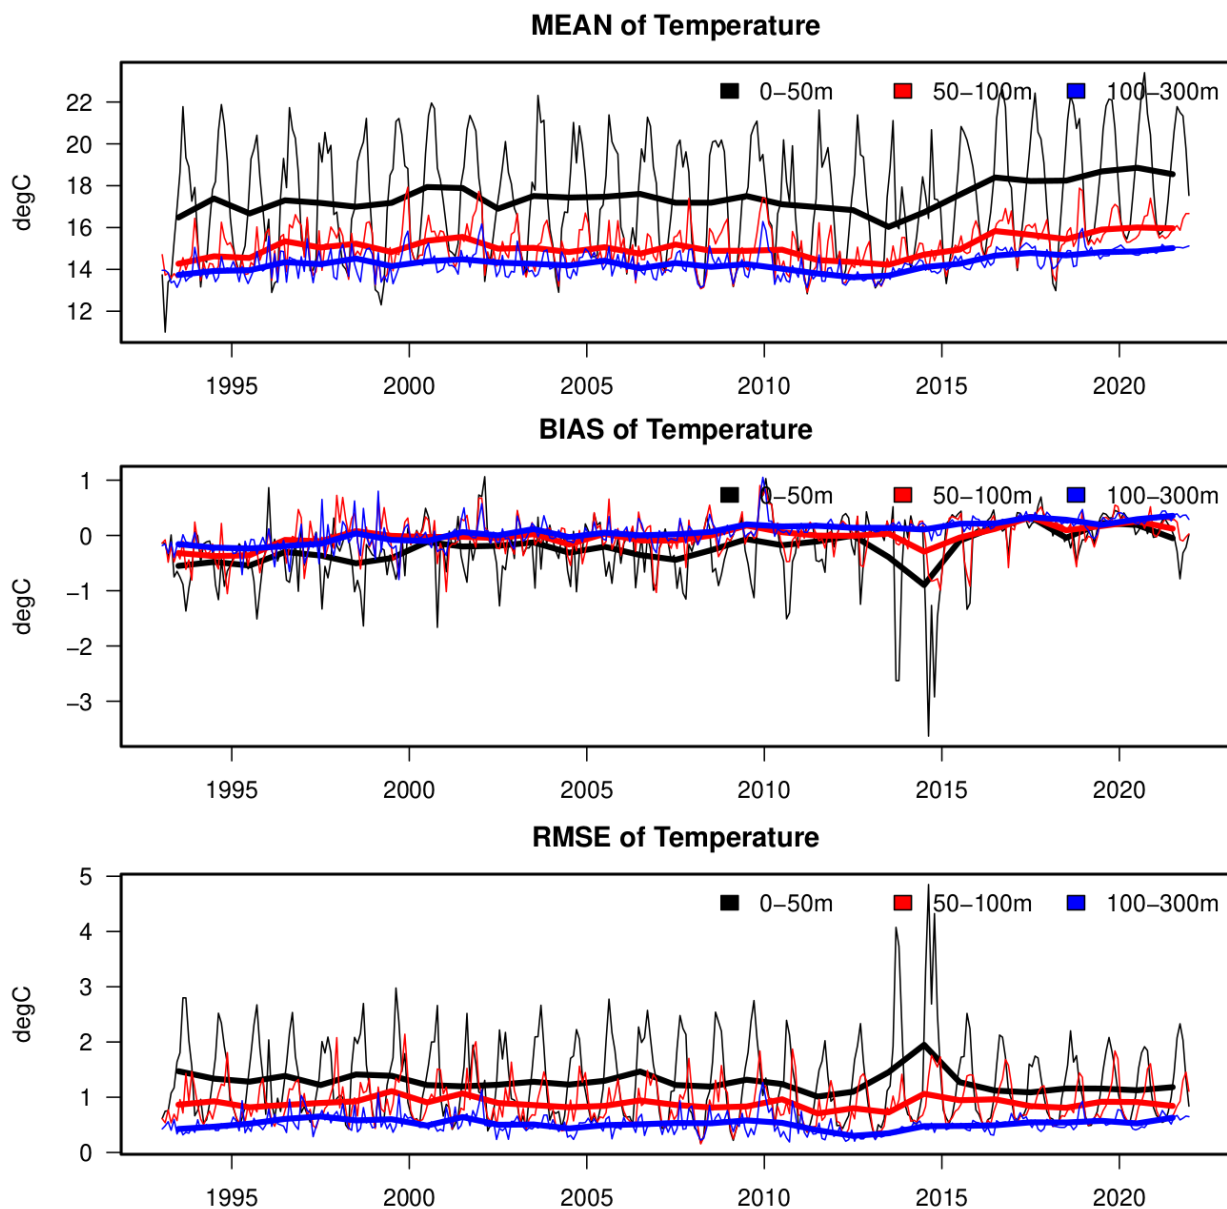 MEAN of Temperature
0−50m 50−100m 100−300m
22
20
18
16
14
12
degC
1995 2000 2005 2010 2015 2020
BIAS of Temperature
0−50m 50−100m 100−300m
1
0
−1
−2
−3
degC
1995 2000 2005 2010 2015 2020
RMSE of Temperature
0−50m 50−100m 100−300m
5
4
3
2
1
0
degC
1995 2000 2005 2010 2015 2020